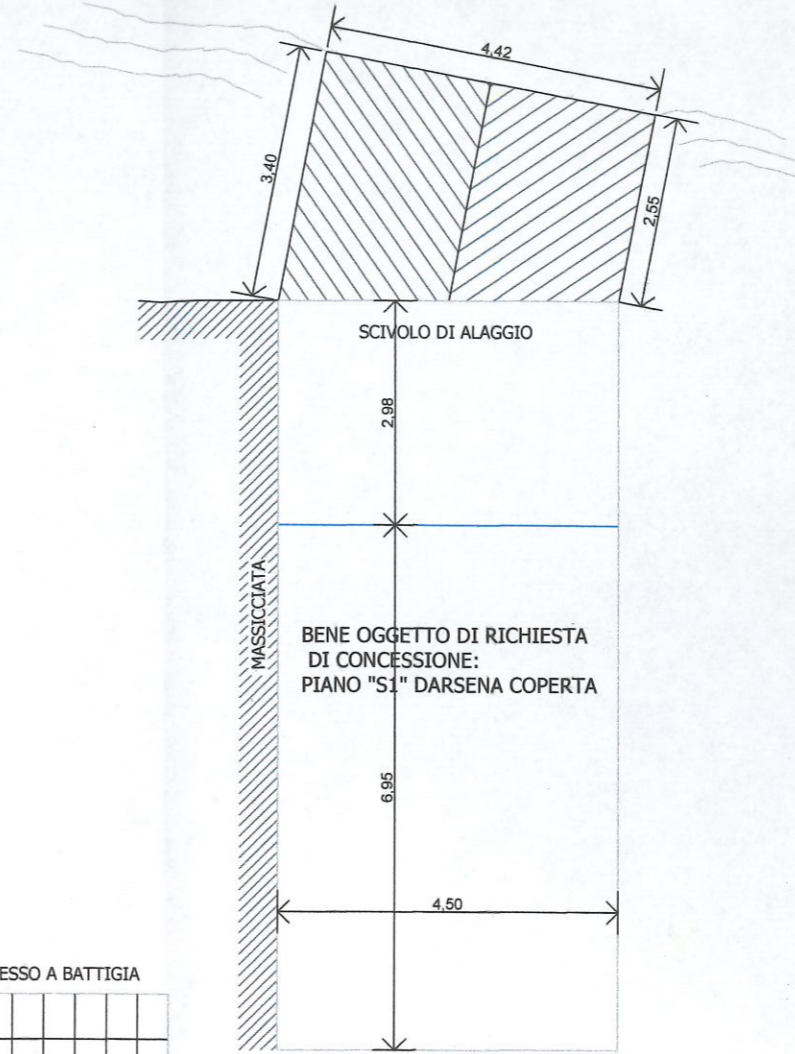 4,42
3,40
2,55
SCIVOLO DI ALAGGIO
2,98
MASSICCIATA
BENE OGGETTO DI RICHIESTA
DI CONCESSIONE:
PIANO "S1" DARSENA COPERTA
6,95
4,50
ESSO A BATTIGIA